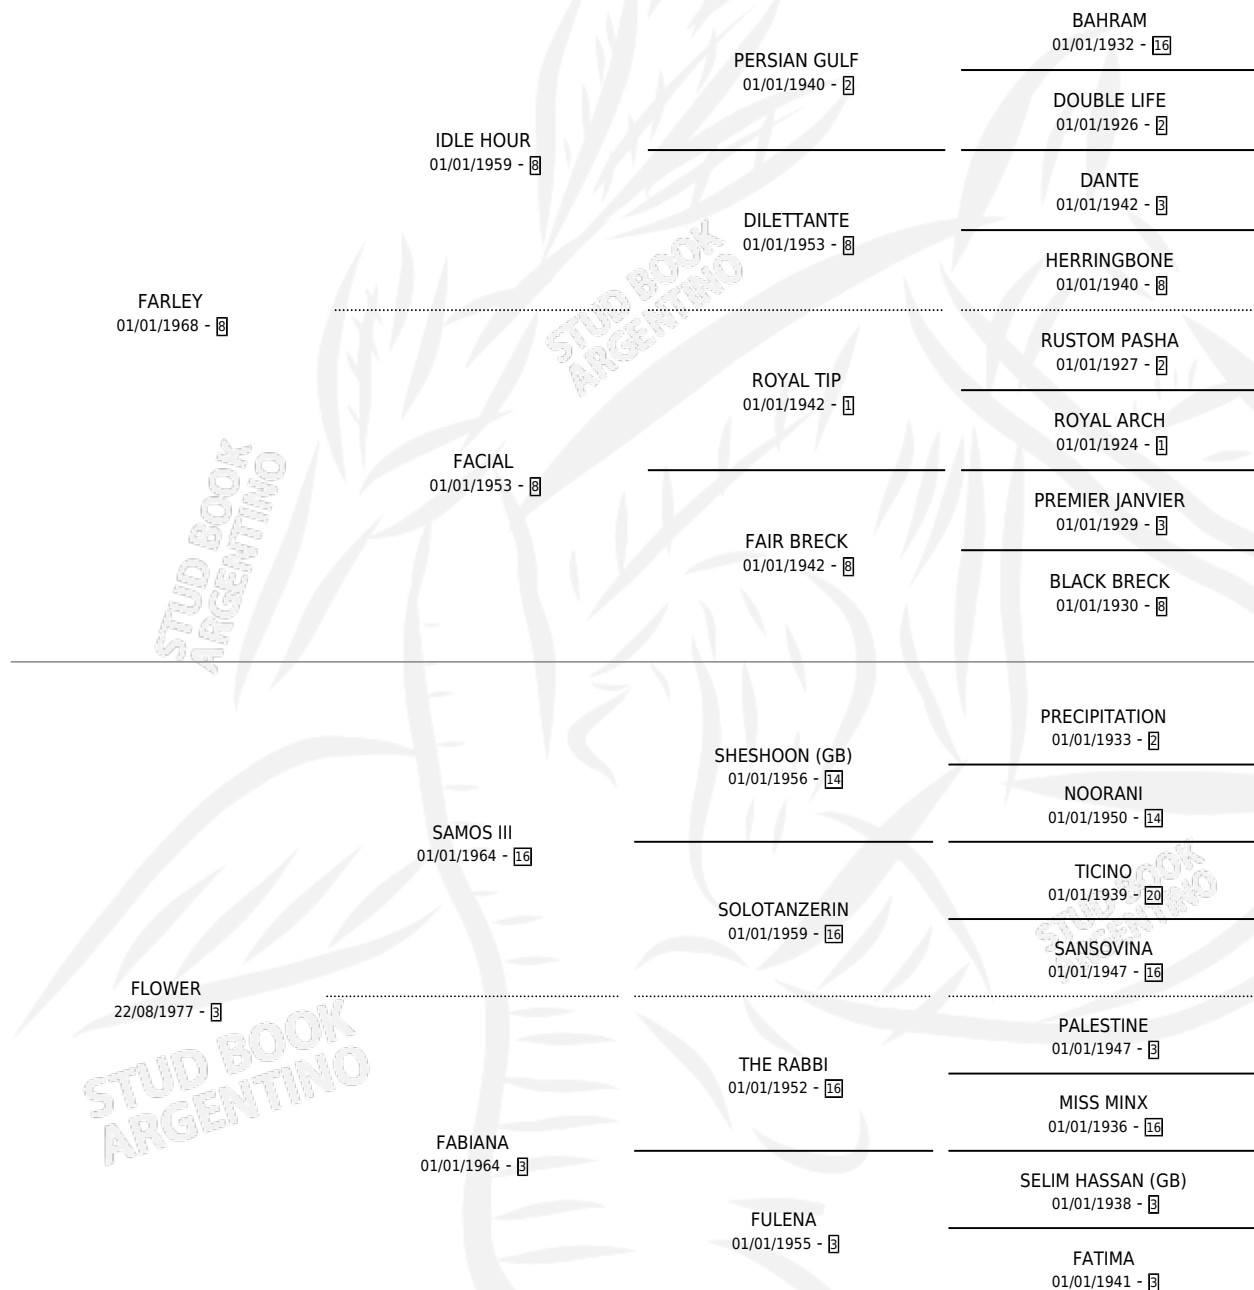 BAHRAM
01/01/1932 - 16
PERSIAN GULF
01/01/1940 - 2
DOUBLE LIFE
01/01/1926 - 2
IDLE HOUR
01/01/1959 - 8
DANTE
01/01/1942 - 3
DILETTANTE
01/01/1953 - 8
HERRINGBONE
01/01/1940 - 8
FARLEY
01/01/1968 - 8
RUSTOM PASHA
01/01/1927 - 2
ROYAL TIP
01/01/1942 - 1
ROYAL ARCH
01/01/1924 - 1
FACIAL
01/01/1953 - 8
PREMIER JANVIER
01/01/1929 - 3
FAIR BRECK
01/01/1942 - 8
BLACK BRECK
01/01/1930 - 8
PRECIPITATION
01/01/1933 - 2
SHESHOON (GB)
01/01/1956 - 14
NOORANI
01/01/1950 - 14
SAMOS III
01/01/1964 - 16
TICINO
01/01/1939 - 20
SOLOTANZERIN
01/01/1959 - 16
SANSOVINA
01/01/1947 - 16
FLOWER
22/08/1977 - 3
PALESTINE
01/01/1947 - 3
THE RABBI
01/01/1952 - 16
MISS MINX
01/01/1936 - 16
FABIANA
01/01/1964 - 3
SELIM HASSAN (GB)
01/01/1938 - 3
FULENA
01/01/1955 - 3
FATIMA
01/01/1941 - 3
STUD BOOK
ARGENTINO
STUD BOOK
ARGENTINO
STUD BOOK
ARGENTINO
STUD BOOK
ARGENTINO